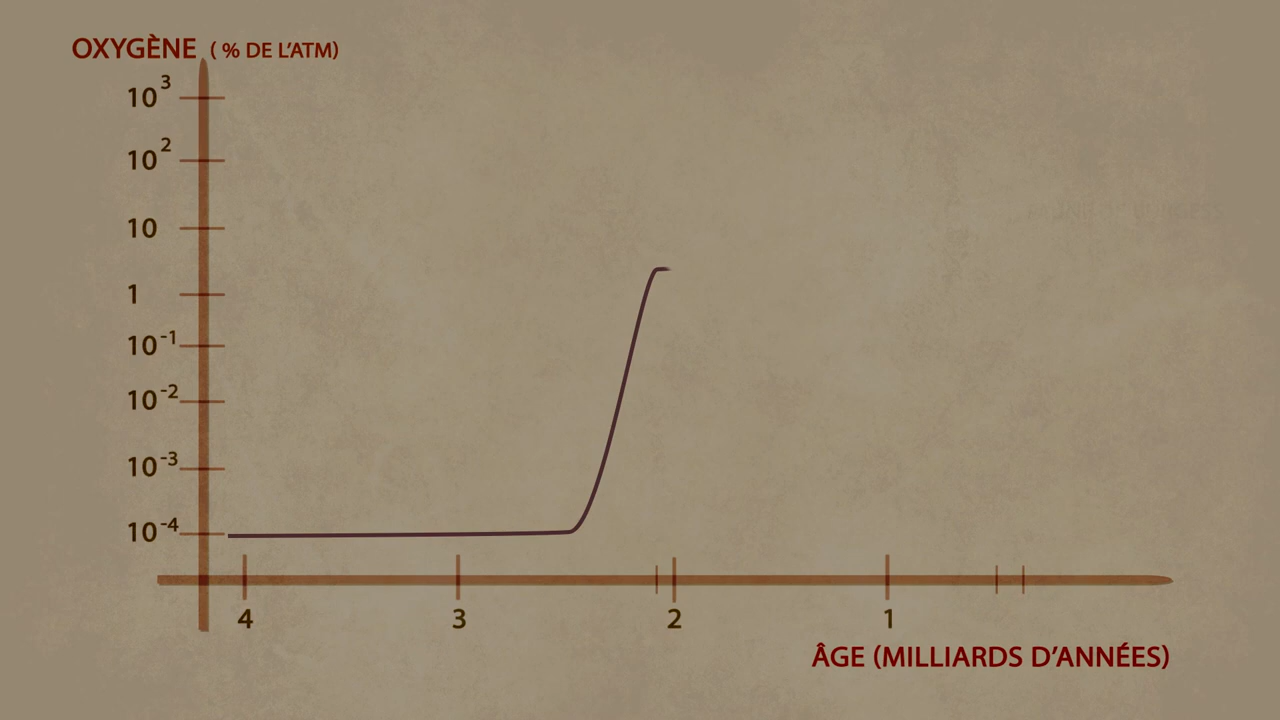 OXYGÈNE ( % DE L'ATM)
10³
10²
10
1
10⁻¹
10⁻²
10⁻³
10⁻⁴
4 3 2 1
ÂGE (MILLIARDS D'ANNÉES)